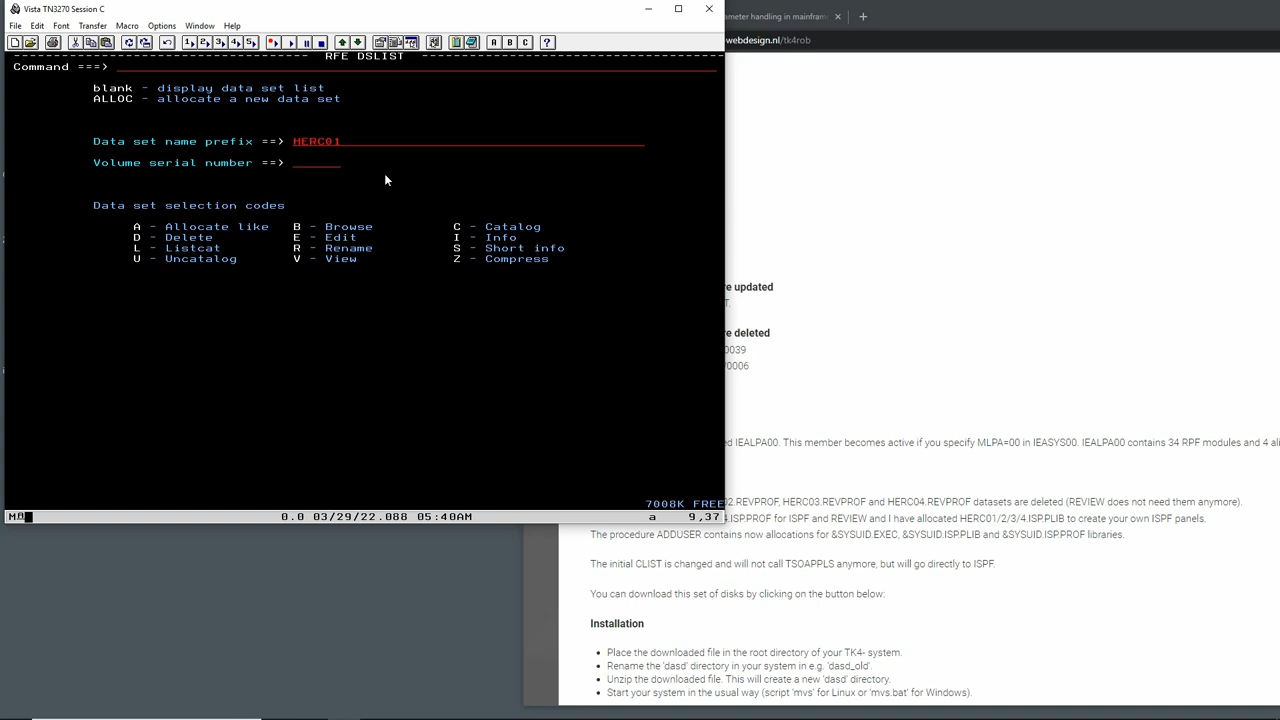 Vista TN3270 Session C
ameter handling in mainfram
File Edit Font Transfer Macro Options Window Help
webdesign.nl/tk4rob
RFE DSLIST
Command ===>
blank - display data set list
ALLOC - allocate a new data set
Data set name prefix ==> HERC01
Volume serial number ==>
Data set selection codes
A - Allocate like B - Browse C - Catalog
D - Delete E - Edit I - Info
L - Listcat R - Rename S - Short info
U - Uncatalog V - View Z - Compress
7008K FREE
0.0 03/29/22.088 05:40AM a 9,37
re updated
T.
re deleted
0039
0006
ed IEALPA00. This member becomes active if you specify MLPA=00 in IEASYS00. IEALPA00 contains 34 RPF modules and 4 ali
2.REVPROF, HERC03.REVPROF and HERC04.REVPROF datasets are deleted (REVIEW does not need them anymore).
4.ISP.PROF for ISPF and REVIEW and I have allocated HERC01/2/3/4.ISP.PLIB to create your own ISPF panels.
The procedure ADDUSER contains now allocations for &SYSUID.EXEC, &SYSUID.ISP.PLIB and &SYSUID.ISP.PROF libraries.
The initial CLIST is changed and will not call TSOAPPLS anymore, but will go directly to ISPF.
You can download this set of disks by clicking on the button below:
Installation
Place the downloaded file in the root directory of your TK4- system.
Rename the 'dasd' directory in your system in e.g. 'dasd_old'.
Unzip the downloaded file. This will create a new 'dasd' directory.
Start your system in the usual way (script 'mvs' for Linux or 'mvs.bat' for Windows).